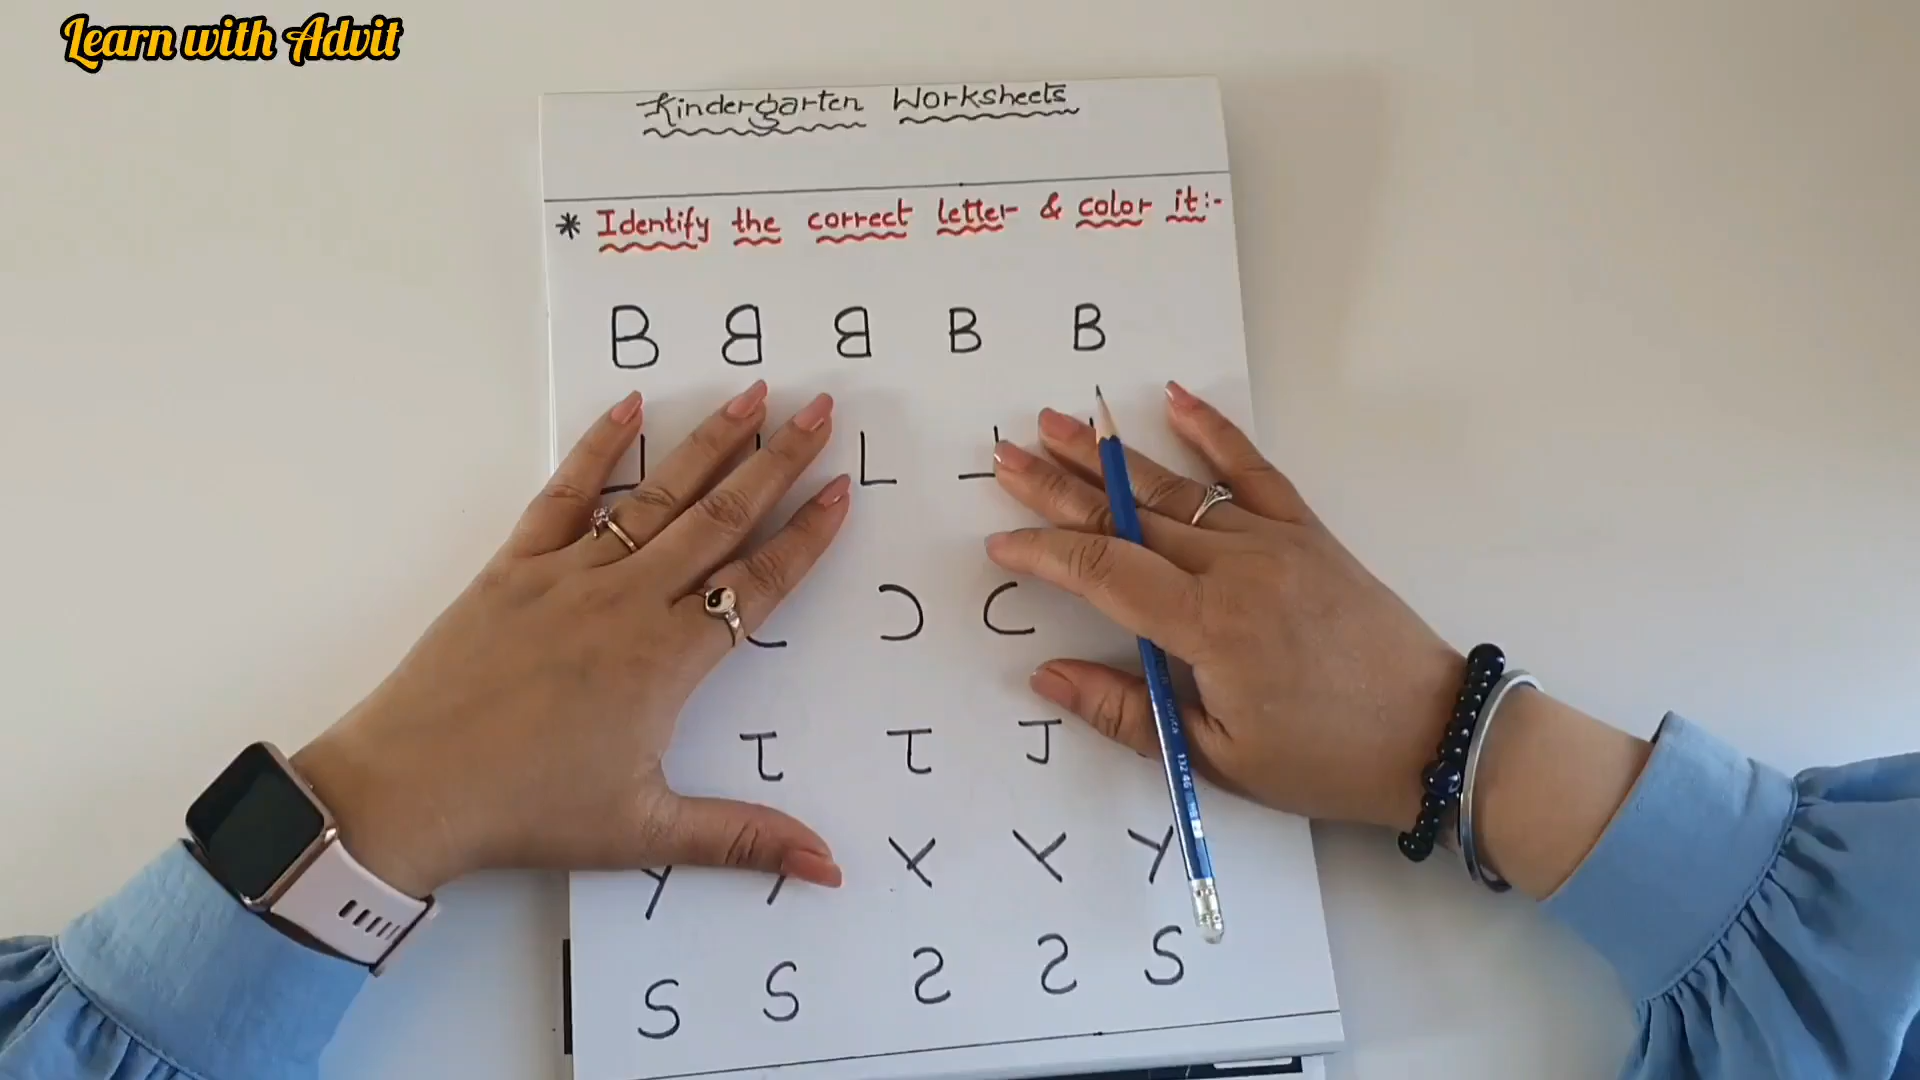 Learn with Advit
Kindergarten Worksheets
* Identify the correct letter & color it:-
B B B B B
L
C C
J J J
Y Y Y Y
S S S S S